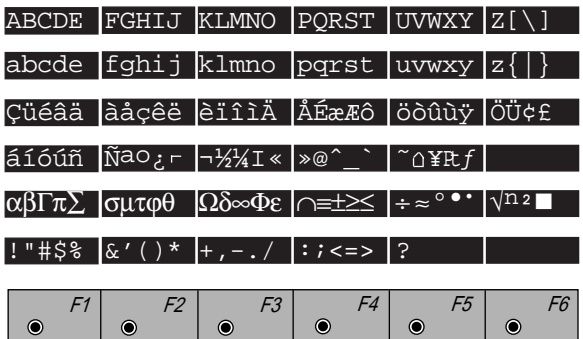 ABCDE FGHIJ KLMNO PQRST UVWXY Z[\]
abcde fghij klmno pqrst uvwxy z{|}
Çüéâä àåçêë èïîìÄ ÅÉæÆô öòûùÿ ÖÜ¢£
áíóúñ Ñao¿⌐ ¬½¼I« »@^_` ~⌂¥₧ƒ
αβΓπΣ σμτφθ Ωδ∞Φε ∩≡±≥≤ ÷≈°●• √ⁿ²■
!"#$% &'()* +,-./ :;<=> ?
F1 F2 F3 F4 F5 F6